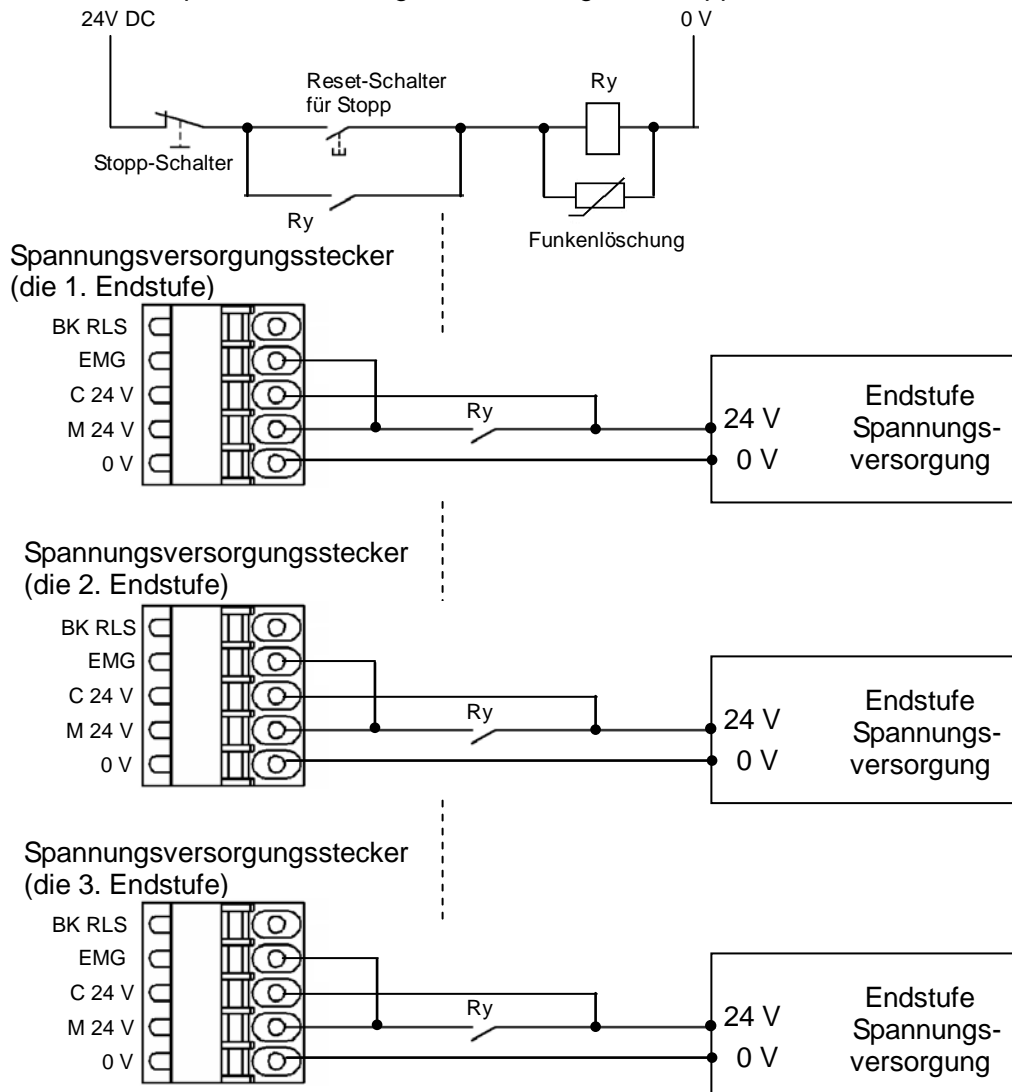 24V DC
0 V
Reset-Schalter
für Stopp
Ry
Stopp-Schalter
Ry
Funkenlöschung
Spannungsversorgungsstecker
(die 1. Endstufe)
BK RLS
EMG
C 24 V
M 24 V
0 V
Ry
24 V
0 V
Endstufe
Spannungs-
versorgung
Spannungsversorgungsstecker
(die 2. Endstufe)
BK RLS
EMG
C 24 V
M 24 V
0 V
Ry
24 V
0 V
Endstufe
Spannungs-
versorgung
Spannungsversorgungsstecker
(die 3. Endstufe)
BK RLS
EMG
C 24 V
M 24 V
0 V
Ry
24 V
0 V
Endstufe
Spannungs-
versorgung